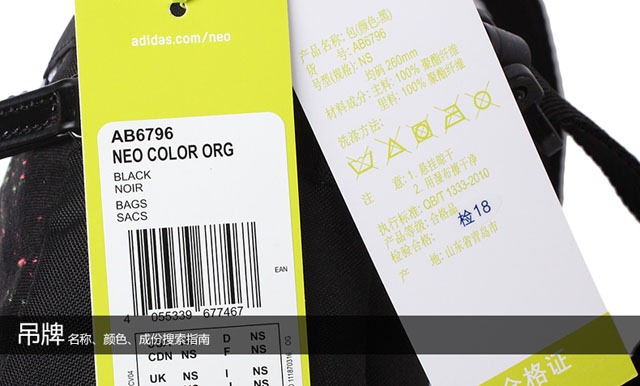 adidas.com/neo
AB6796
NEO COLOR ORG
BLACK
NOIR
BAGS
SACS
EAN
4 055339 677467
D NS
CDN NS F NS
UK NS I
产品名称: 包(颜色:黑)
货 号: AB6796
号型(规格): NS
均码 260mm
材料成分: 主料: 100% 聚酯纤维
里料: 100% 聚酯纤维
洗涤方法:
注 意: 1. 悬挂晾干
2. 用湿布擦干净
执行标准: QB/T 1333-2010
产品等级: 合格品
检验合格: 检18
产 地: 山东省青岛市
合格证
吊牌 名称、颜色、成份搜索指南